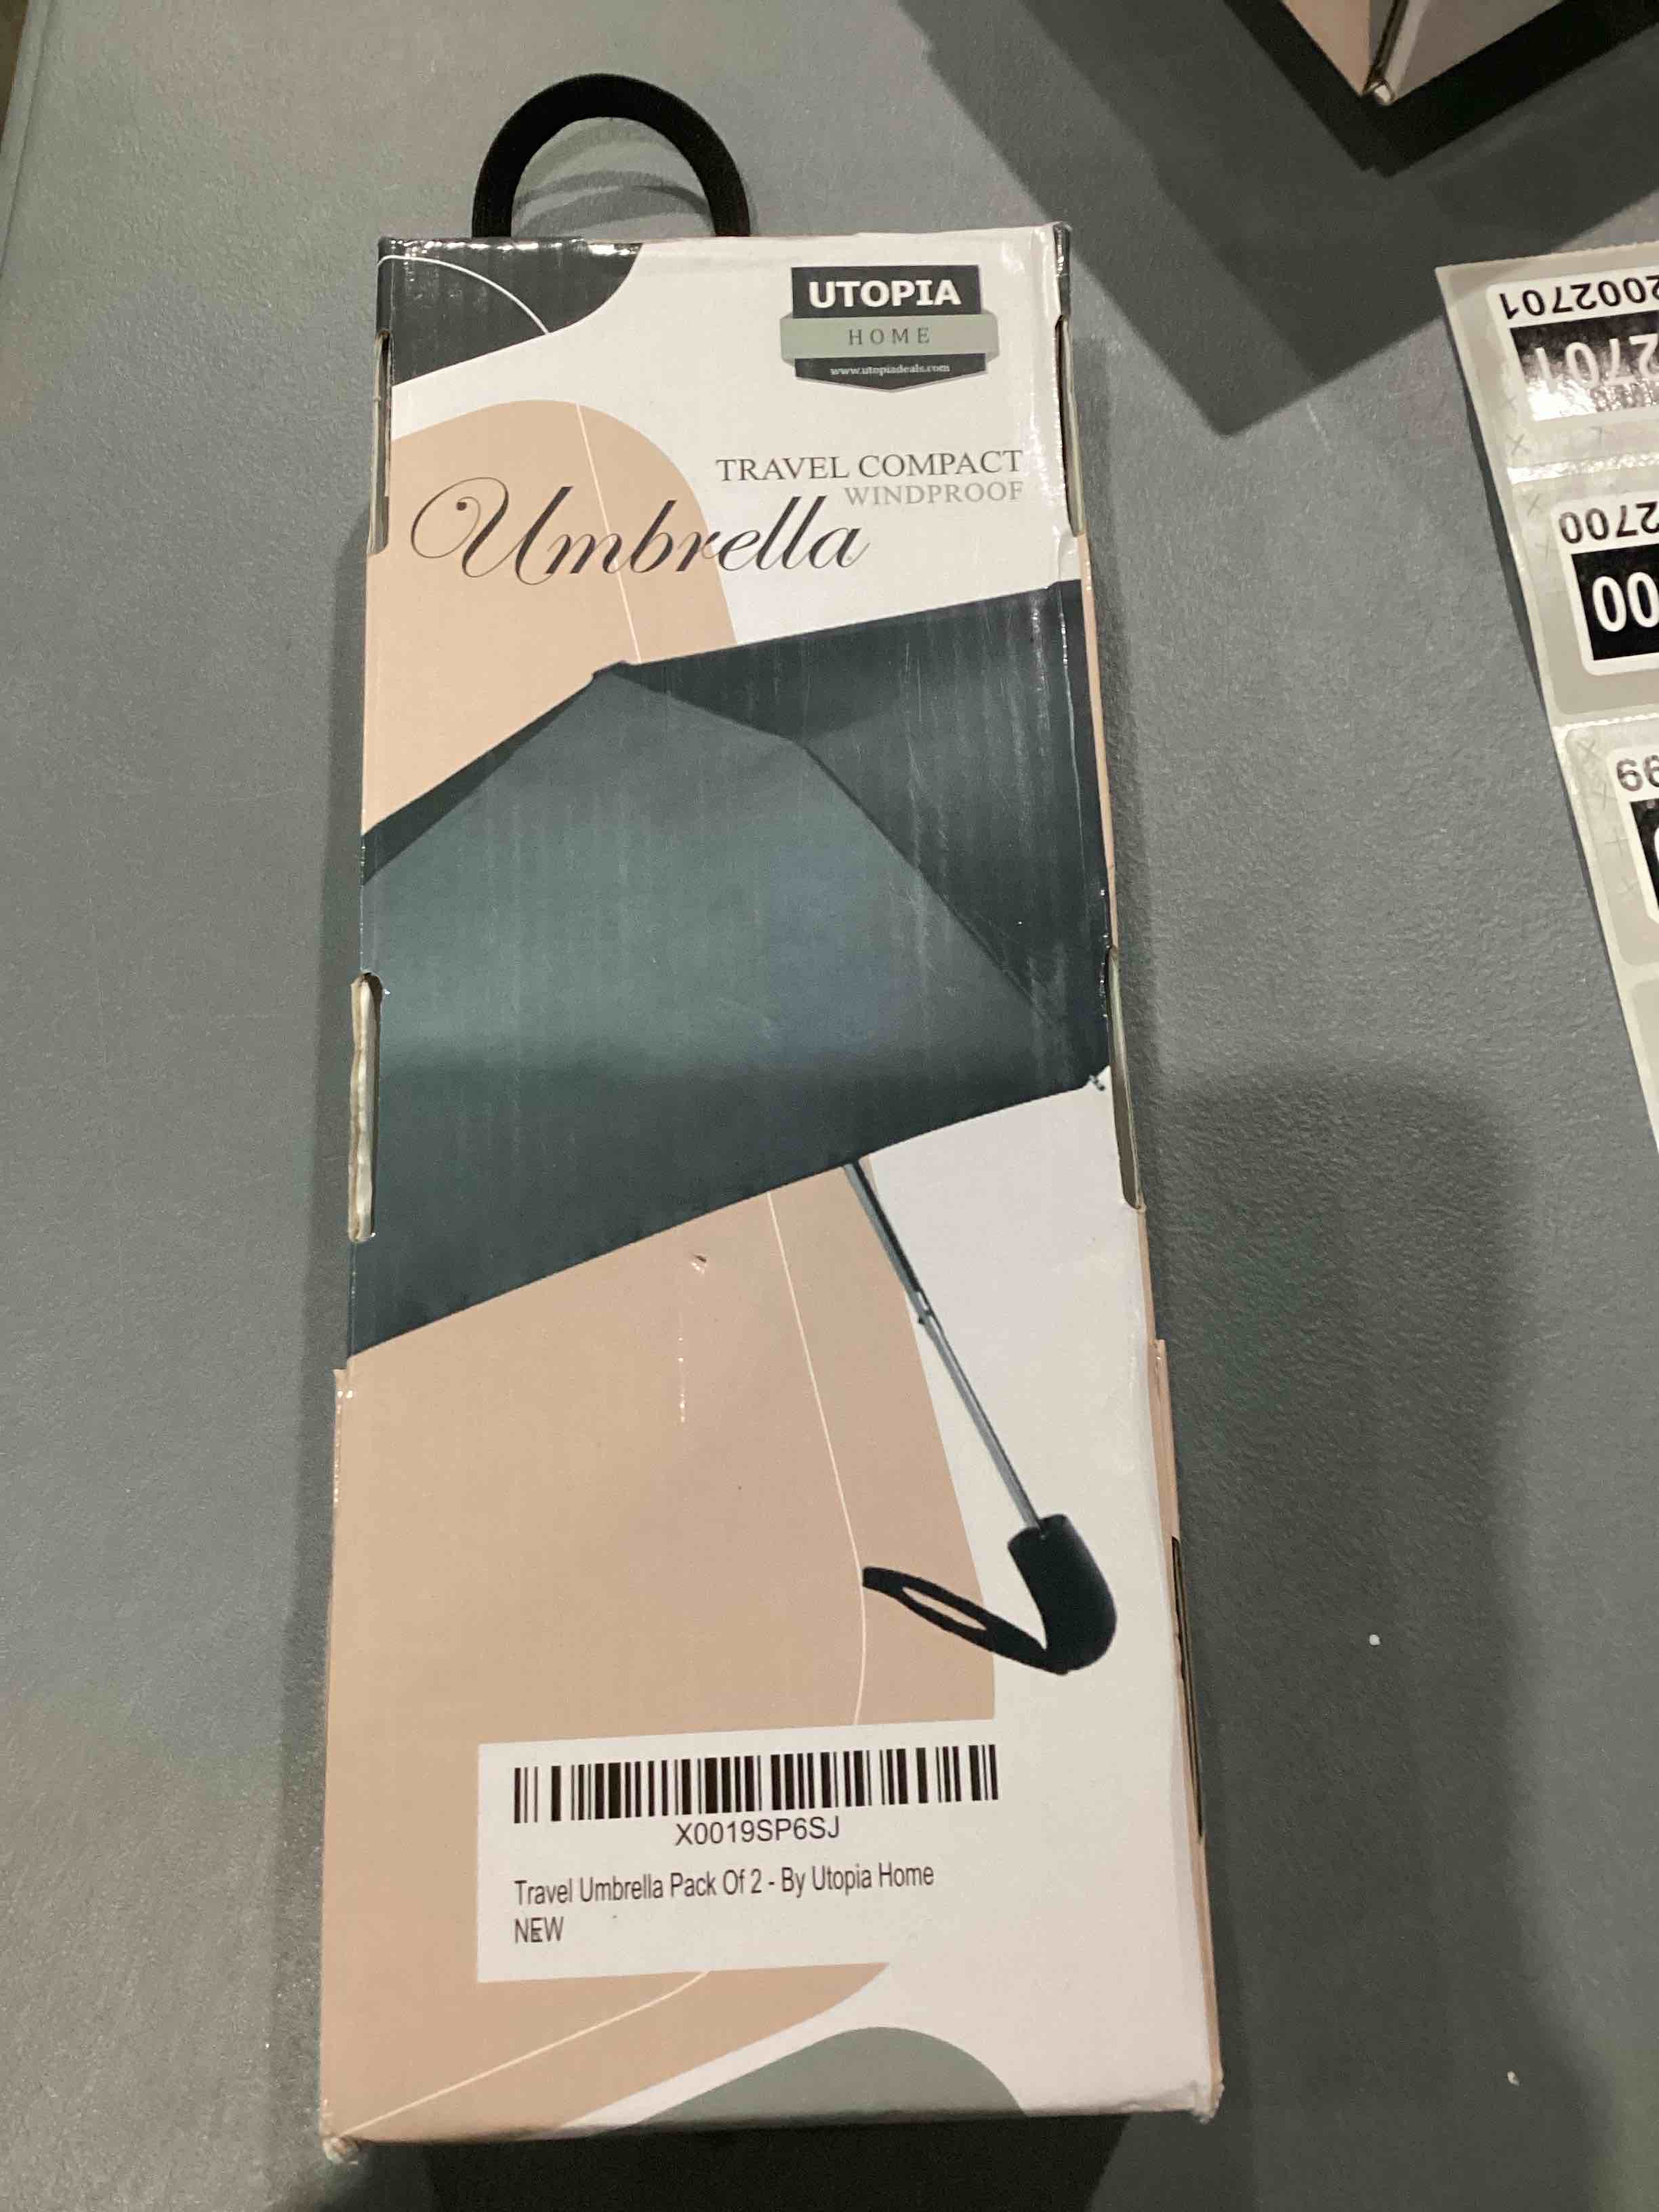 UTOPIA
HOME
www.utopiadeals.com
TRAVEL COMPACT
WINDPROOF
Umbrella
X0019SP6SJ
Travel Umbrella Pack Of 2 - By Utopia Home
NEW
2002701
2701
2700
00
99